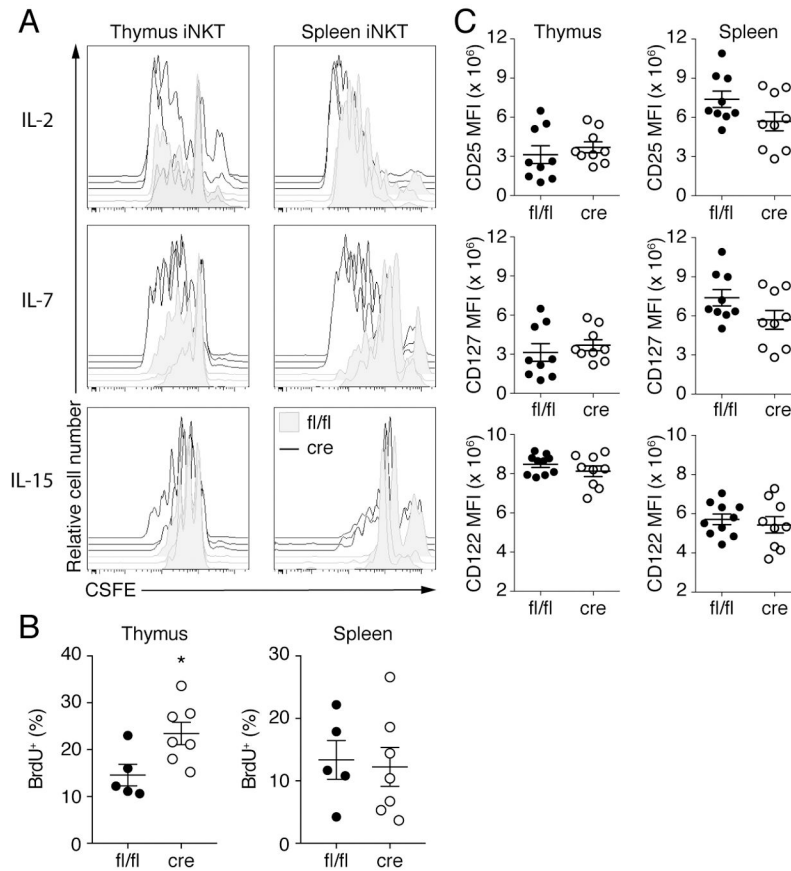 A
Thymus iNKT
Spleen iNKT
IL-2
IL-7
IL-15
Relative cell number
fl/fl
cre
CSFE
B
Thymus
Spleen
BrdU⁺ (%)
40
30
20
10
0
*
fl/fl
cre
BrdU⁺ (%)
30
20
10
0
fl/fl
cre
C
Thymus
Spleen
CD25 MFI (x 10⁶)
12
9
6
3
0
fl/fl
cre
CD25 MFI (x 10⁶)
12
9
6
3
0
fl/fl
cre
CD127 MFI (x 10⁶)
12
9
6
3
0
fl/fl
cre
CD127 MFI (x 10⁶)
12
9
6
3
0
fl/fl
cre
CD122 MFI (x 10⁶)
10
8
6
4
2
fl/fl
cre
CD122 MFI (x 10⁶)
10
8
6
4
2
fl/fl
cre